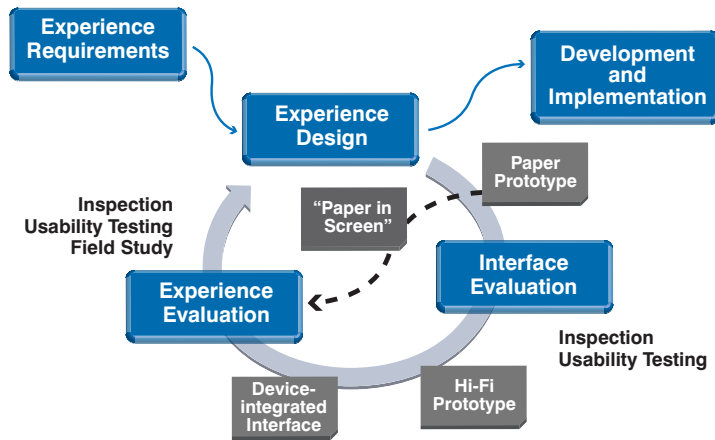 Experience
Requirements
Development
and
Implementation
Experience
Design
Paper
Prototype
Inspection
Usability Testing
Field Study
“Paper in
Screen”
Experience
Evaluation
Interface
Evaluation
Inspection
Usability Testing
Device-
integrated
Interface
Hi-Fi
Prototype